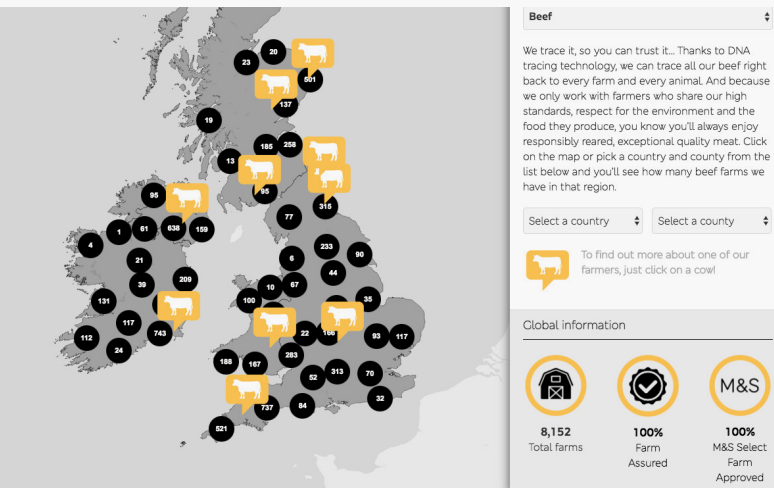 20
23
501
137
19
185
258
13
95
315
95
77
638
159
61
1
4
233
21
90
6
44
209
39
67
10
35
131
100
117
743
22
166
93
117
112
24
283
188
167
313
70
52
32
737
84
521
Beef
We trace it, so you can trust it... Thanks to DNA
tracing technology, we can trace all our beef right
back to every farm and every animal. And because
we only work with farmers who share our high
standards, respect for the environment and the
food they produce, you know you'll always enjoy
responsibly reared, exceptional quality meat. Click
on the map or pick a country and county from the
list below and you'll see how many beef farms we
have in that region.
Select a country
Select a county
To find out more about one of our
farmers, just click on a cow!
Global information
M&S
8,152
Total farms
100%
Farm
Assured
100%
M&S Select
Farm
Approved